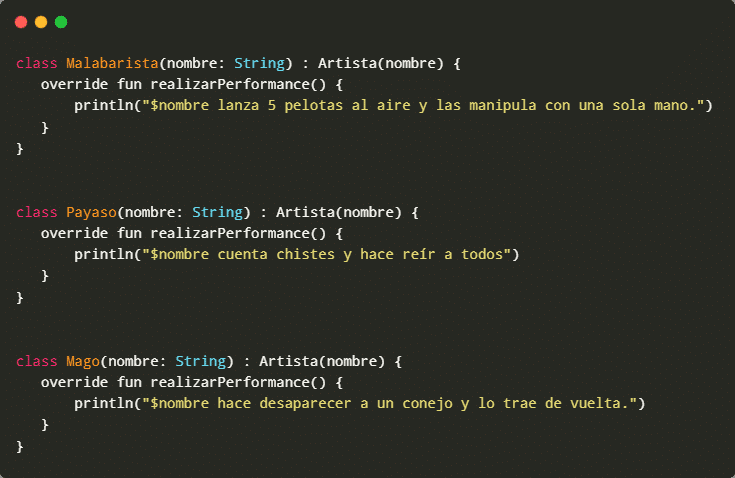 class Malabarista(nombre: String) : Artista(nombre) {
   override fun realizarPerformance() {
       println("$nombre lanza 5 pelotas al aire y las manipula con una sola mano.")
   }
}
class Payaso(nombre: String) : Artista(nombre) {
   override fun realizarPerformance() {
       println("$nombre cuenta chistes y hace reír a todos")
   }
}
class Mago(nombre: String) : Artista(nombre) {
   override fun realizarPerformance() {
       println("$nombre hace desaparecer a un conejo y lo trae de vuelta.")
   }
}